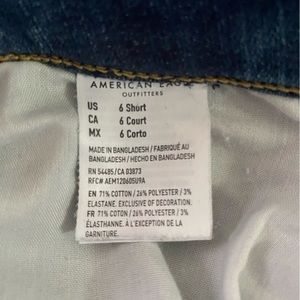 AMERICAN EAGLE
OUTFITTERS
US 6 Short
CA 6 Court
MX 6 Corto
MADE IN BANGLADESH / FABRIQUÉ AU
BANGLADESH / HECHO EN BANGLADESH
RN 54485/CA 03873
RFC# AEM120605U9A
EN: 71% COTTON / 26% POLYESTER / 3%
ELASTANE. EXCLUSIVE OF DECORATION.
FR: 71% COTON / 26% POLYESTER / 3%
ÉLASTHANNE. À L'EXCEPTION DE LA
GARNITURE.